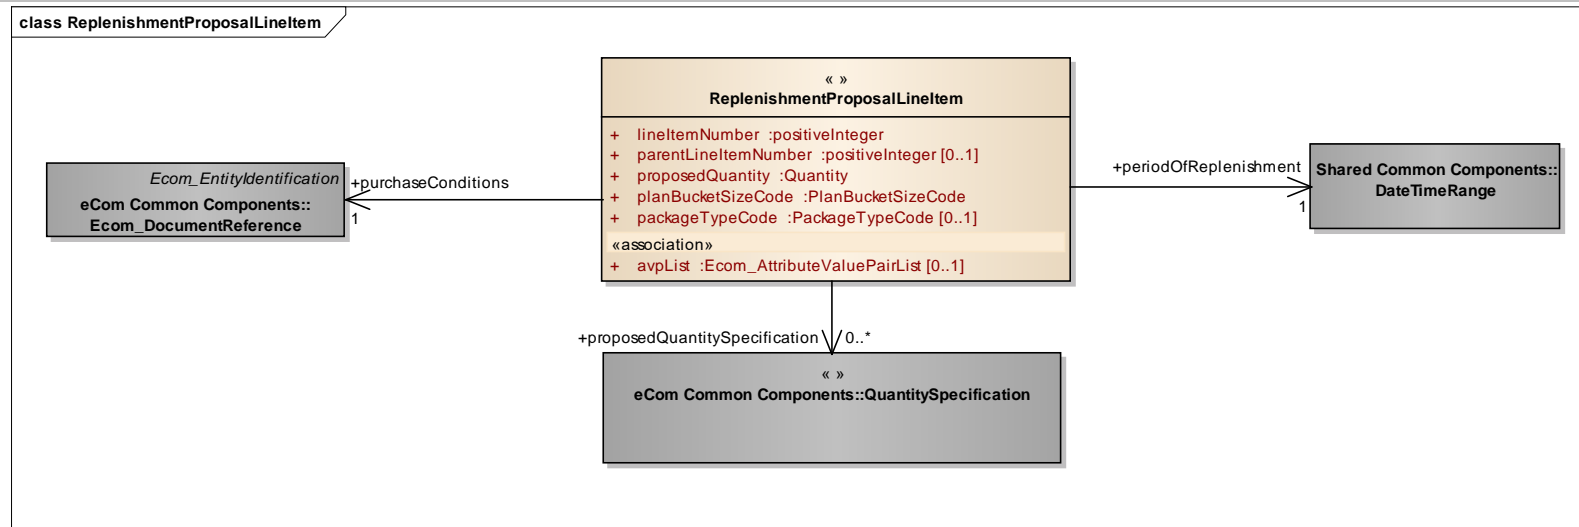 class ReplenishmentProposalLineItem
« »
ReplenishmentProposalLineItem
+ lineItemNumber :positiveInteger
+ parentLineItemNumber :positiveInteger [0..1]
+ proposedQuantity :Quantity
+ planBucketSizeCode :PlanBucketSizeCode
+ packageTypeCode :PackageTypeCode [0..1]
«association»
+ avpList :Ecom_AttributeValuePairList [0..1]
Ecom_EntityIdentification
eCom Common Components::
Ecom_DocumentReference
+purchaseConditions
1
+periodOfReplenishment
1
Shared Common Components::
DateTimeRange
+proposedQuantitySpecification
0..*
« »
eCom Common Components::QuantitySpecification